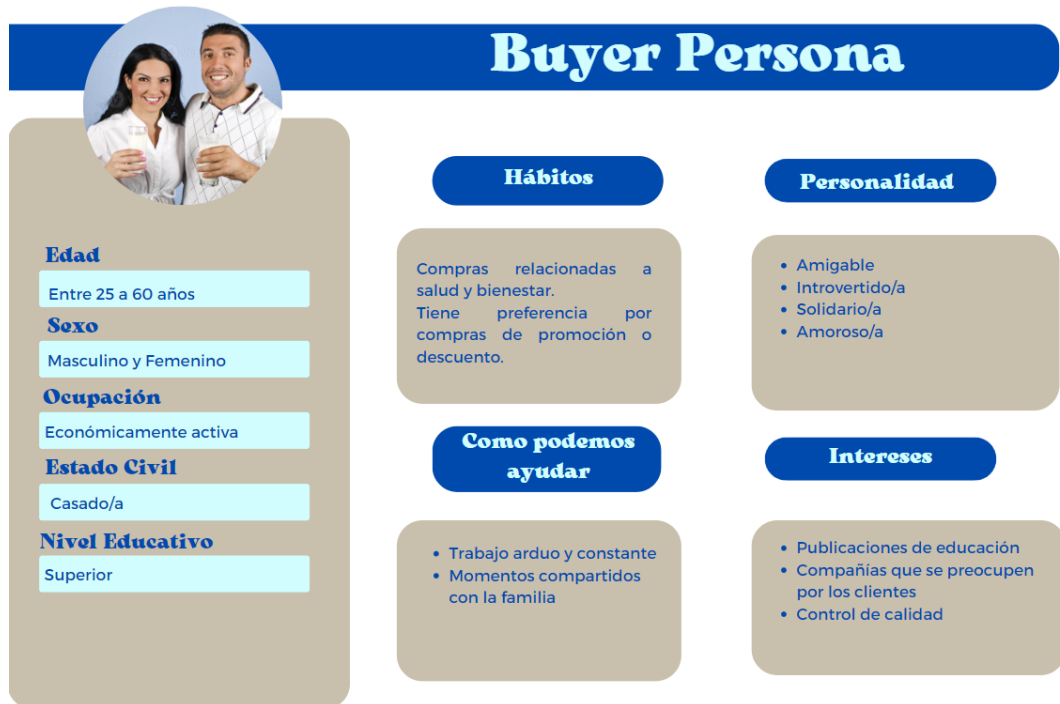 Buyer Persona
Edad
Entre 25 a 60 años
Sexo
Masculino y Femenino
Ocupación
Económicamente activa
Estado Civil
Casado/a
Nivel Educativo
Superior
Hábitos
Compras relacionadas a
salud y bienestar.
Tiene preferencia por
compras de promoción o
descuento.
Personalidad
• Amigable
• Introvertido/a
• Solidario/a
• Amoroso/a
Como podemos
ayudar
• Trabajo arduo y constante
• Momentos compartidos
con la familia
Intereses
• Publicaciones de educación
• Compañías que se preocupen
por los clientes
• Control de calidad